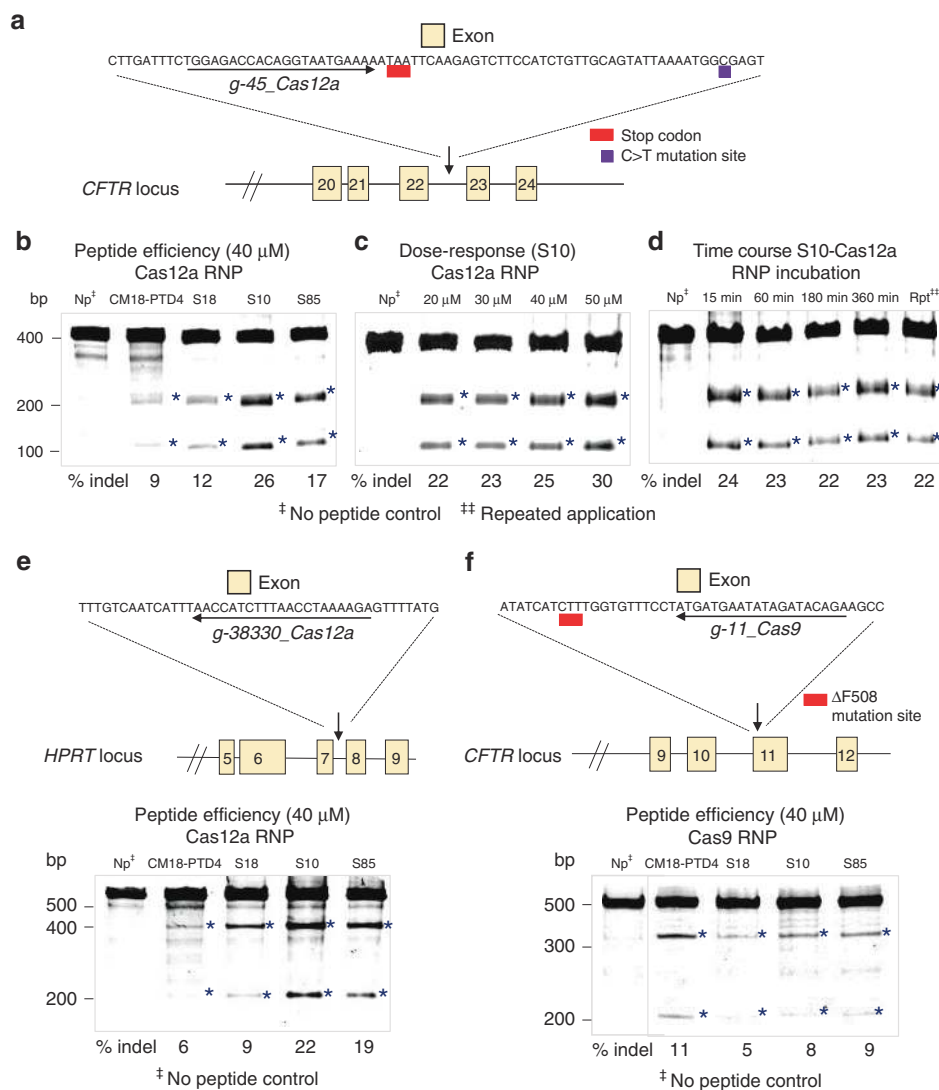 a
Exon
CTTGATTTCTGGAGACCACAGGTAATGAAAAATAATTCAAGAGTCTTCCATCTGTTGCAGTATTAAAATGGCGAGT
g-45_Cas12a
Stop codon
C>T mutation site
CFTR locus
20 21 22 23 24
b Peptide efficiency (40 μM)
Cas12a RNP
bp Np‡ CM18-PTD4 S18 S10 S85
400
200 * * * *
100 * * * *
% indel 9 12 26 17
c Dose-response (S10)
Cas12a RNP
Np‡ 20 μM 30 μM 40 μM 50 μM
* * * *
* * * *
22 23 25 30
d Time course S10-Cas12a
RNP incubation
Np‡ 15 min 60 min 180 min 360 min Rpt‡‡
* * * * *
* * * * *
24 23 22 23 22
‡ No peptide control ‡‡ Repeated application
e
Exon
TTTGTCAATCATTTAACCATCTTTAACCTAAAAGAGTTTTATG
g-38330_Cas12a
HPRT locus
5 6 7 8 9
Peptide efficiency (40 μM)
Cas12a RNP
bp Np‡ CM18-PTD4 S18 S10 S85
500
400 * * * *
200 * * * *
% indel 6 9 22 19
‡ No peptide control
f
Exon
ATATCATCTTTGGTGTTTCCTATGATGAATATAGATACAGAAGCC
g-11_Cas9
ΔF508
mutation site
CFTR locus
9 10 11 12
Peptide efficiency (40 μM)
Cas9 RNP
bp Np‡ CM18-PTD4 S18 S10 S85
500
300 * * * *
200 * * * *
% indel 11 5 8 9
‡ No peptide control